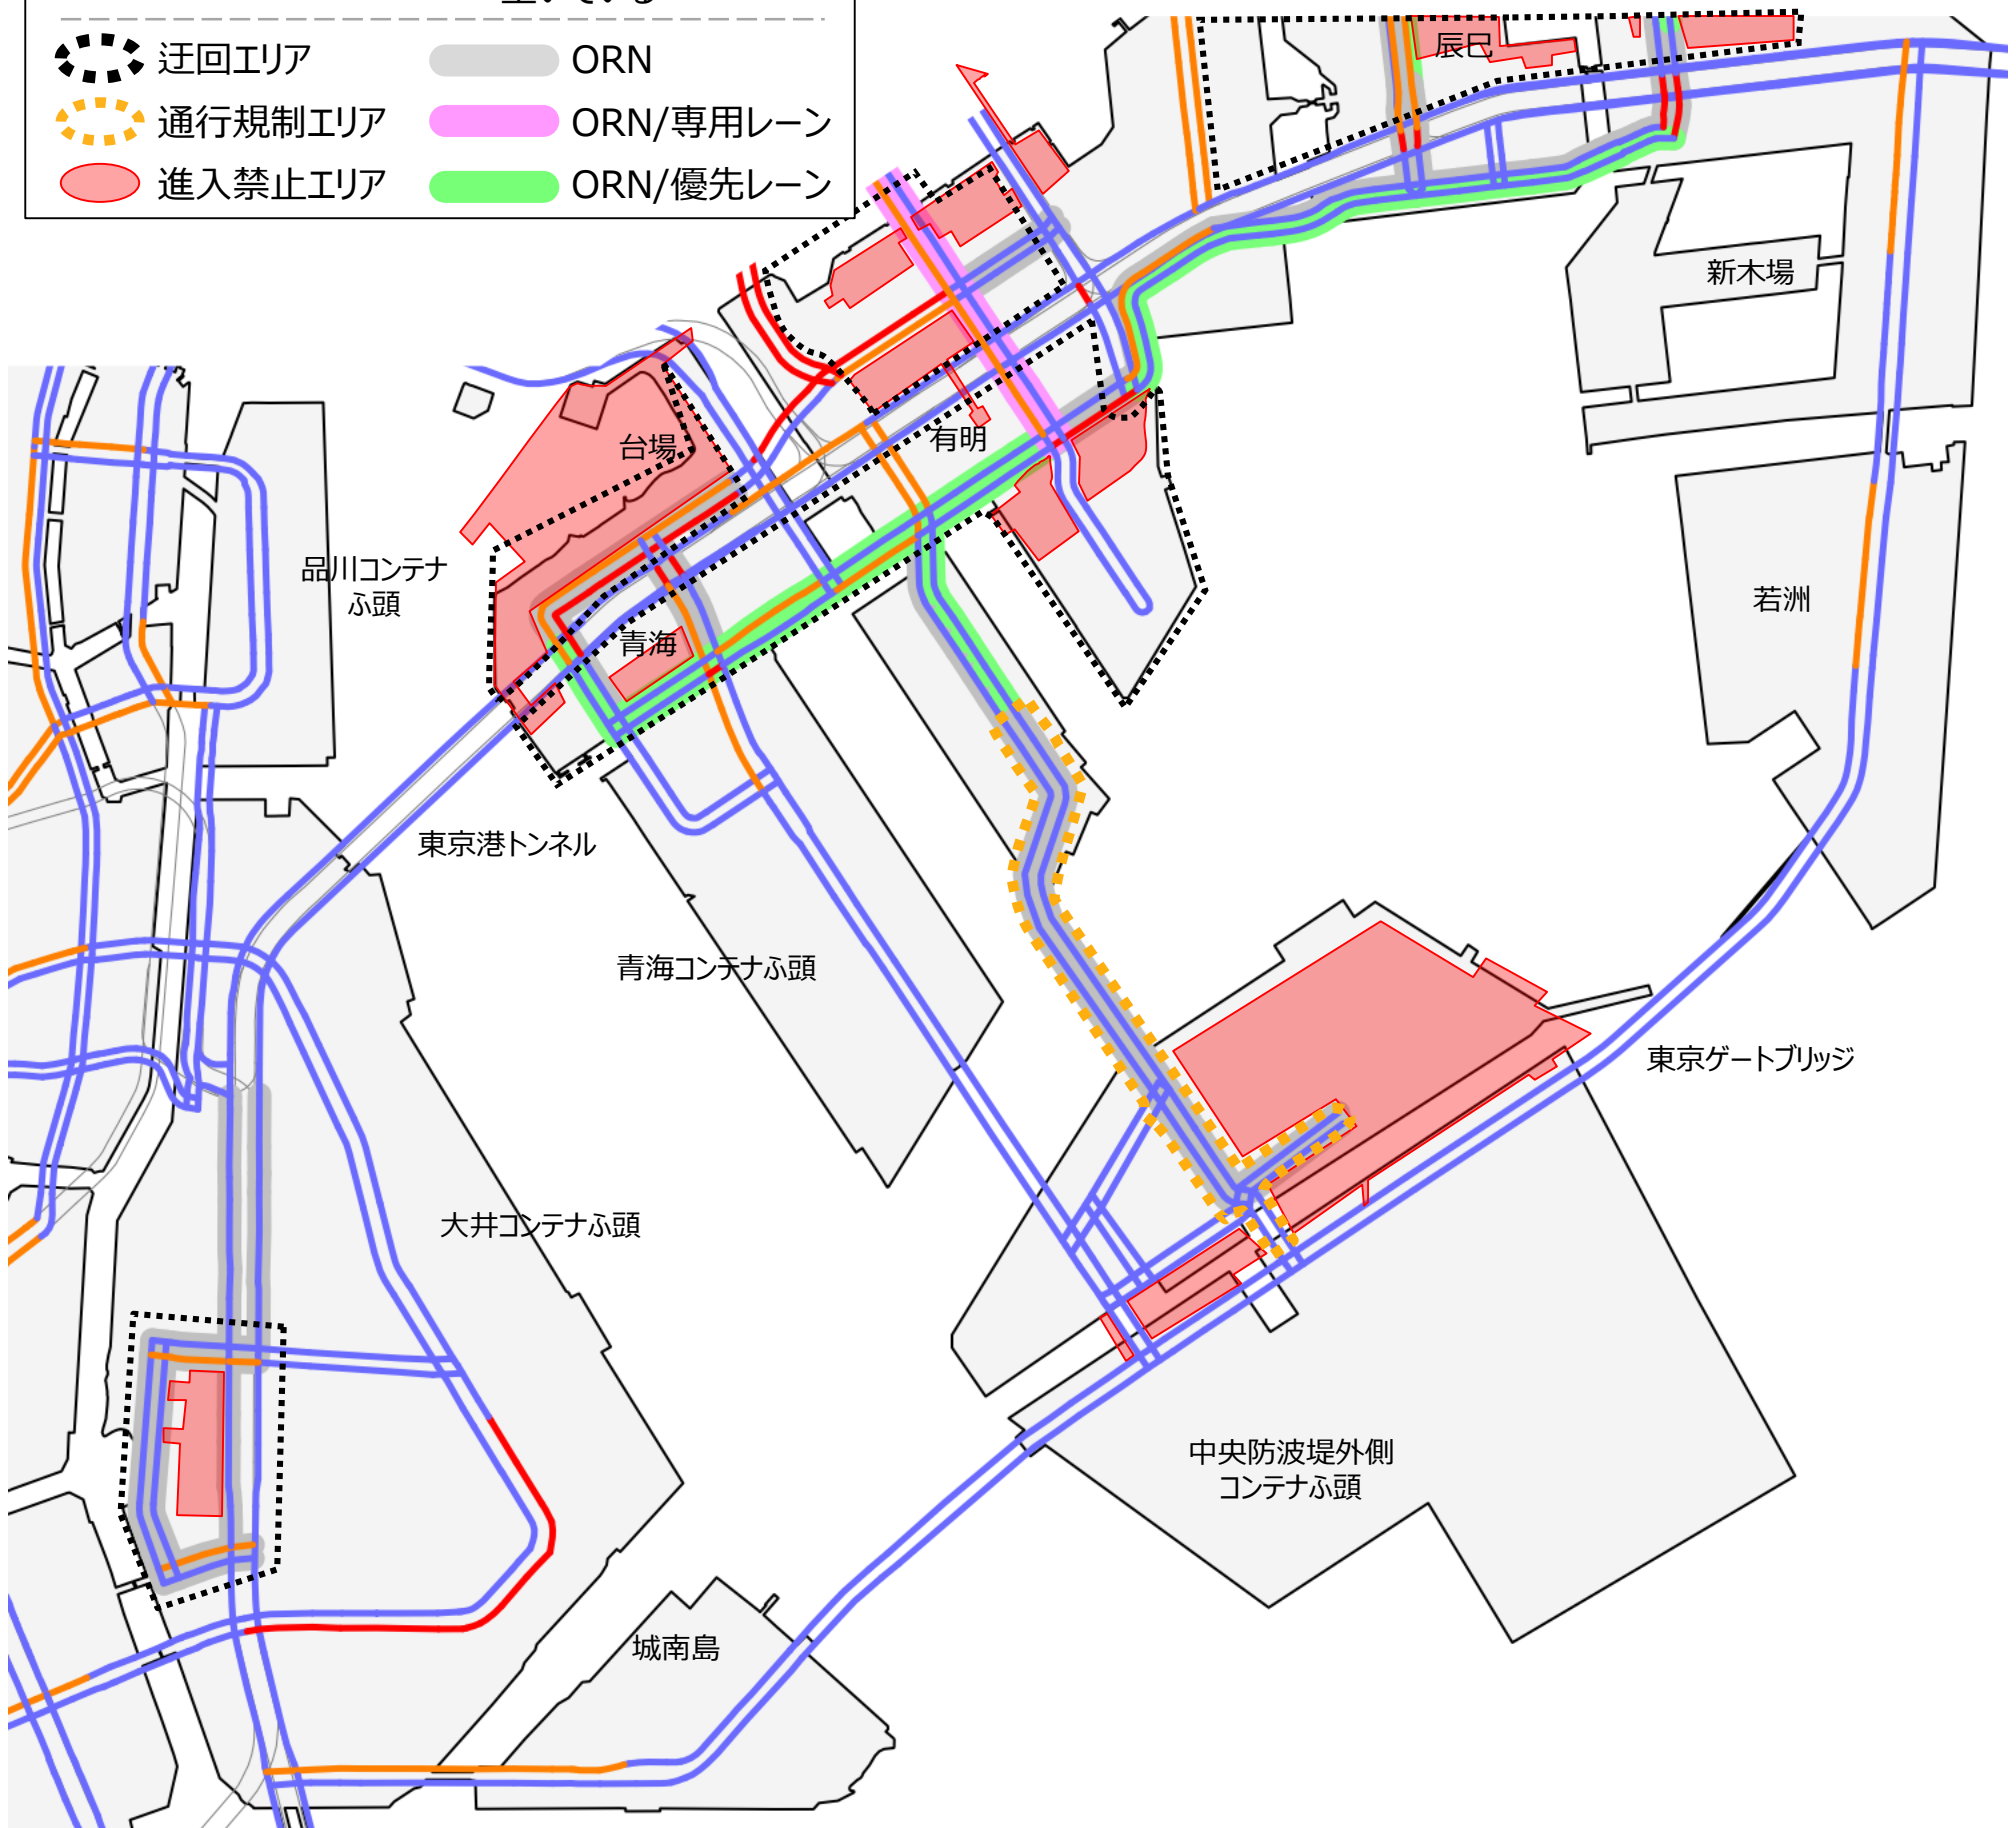 空いている
迂回エリア
ORN
通行規制エリア
ORN/専用レーン
進入禁止エリア
ORN/優先レーン
辰巳
新木場
台場
有明
品川コンテナ
ふ頭
若洲
青海
東京港トンネル
青海コンテナふ頭
東京ゲートブリッジ
大井コンテナふ頭
中央防波堤外側
コンテナふ頭
城南島